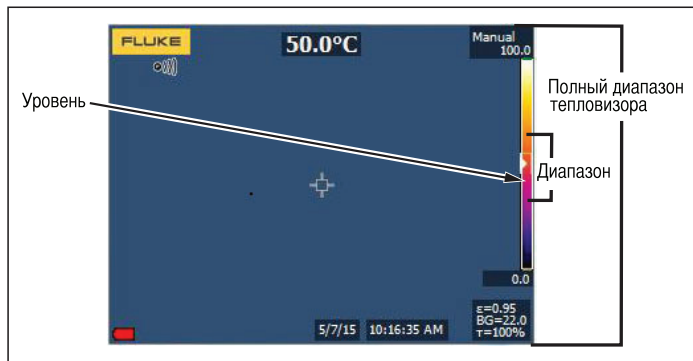 FLUKE
50.0°C
Manual
100.0
Уровень
Полный диапазон
тепловизора
Диапазон
0.0
5/7/15 10:16:35 AM
ε=0.95
BG=22.0
τ=100%